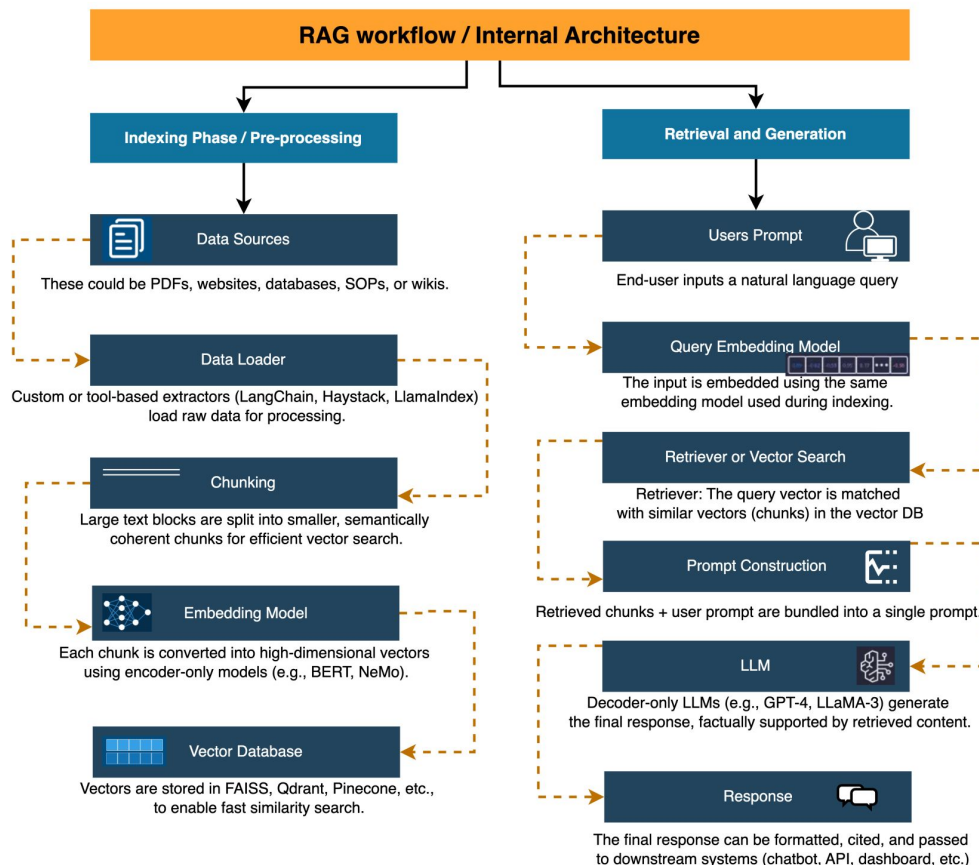 RAG workflow / Internal Architecture
Indexing Phase / Pre-processing
Data Sources
These could be PDFs, websites, databases, SOPs, or wikis.
Data Loader
Custom or tool-based extractors (LangChain, Haystack, LlamaIndex)
load raw data for processing.
Chunking
Large text blocks are split into smaller, semantically
coherent chunks for efficient vector search.
Embedding Model
Each chunk is converted into high-dimensional vectors
using encoder-only models (e.g., BERT, NeMo).
Vector Database
Vectors are stored in FAISS, Qdrant, Pinecone, etc.,
to enable fast similarity search.
Retrieval and Generation
Users Prompt
End-user inputs a natural language query
Query Embedding Model
The input is embedded using the same
embedding model used during indexing.
Retriever or Vector Search
Retriever: The query vector is matched
with similar vectors (chunks) in the vector DB
Prompt Construction
Retrieved chunks + user prompt are bundled into a single prompt.
LLM
Decoder-only LLMs (e.g., GPT-4, LLaMA-3) generate
the final response, factually supported by retrieved content.
Response
The final response can be formatted, cited, and passed
to downstream systems (chatbot, API, dashboard, etc.)